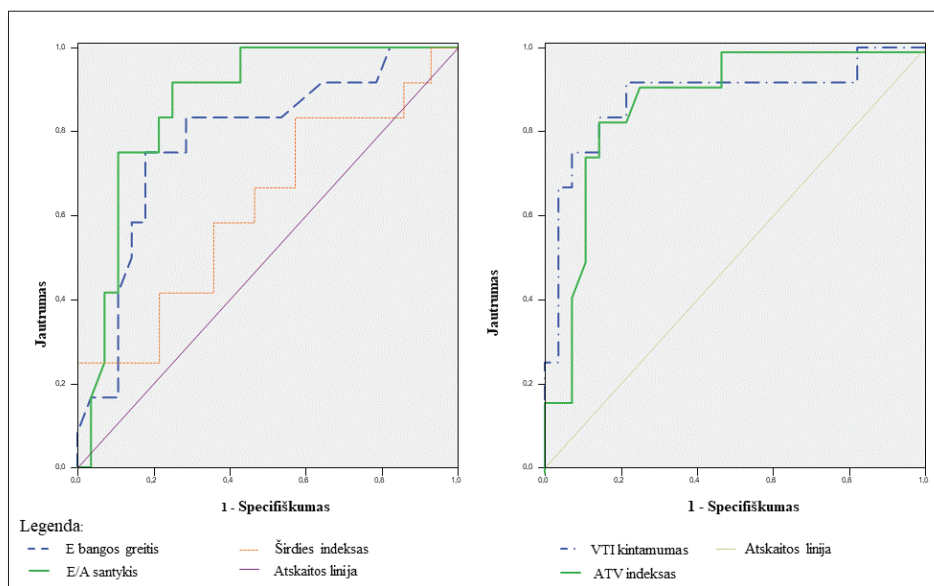 1,0
0,8
0,6
0,4
0,2
0,0
Jautrumas
0,0 0,2 0,4 0,6 0,8 1,0
1 - Specifiškumas
1,0
0,8
0,6
0,4
0,2
0,0
Jautrumas
0,0 0,2 0,4 0,6 0,8 1,0
1 - Specifiškumas
Legenda:
E bangos greitis
Širdies indeksas
E/A santykis
Atskaitos linija
VTI kintamumas
Atskaitos linija
ATV indeksas